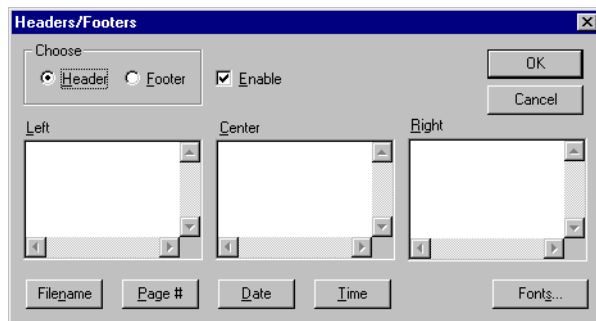 Headers/Footers
Choose
Header Footer Enable
OK
Cancel
Left Center Right
Filename Page # Date Time Fonts...